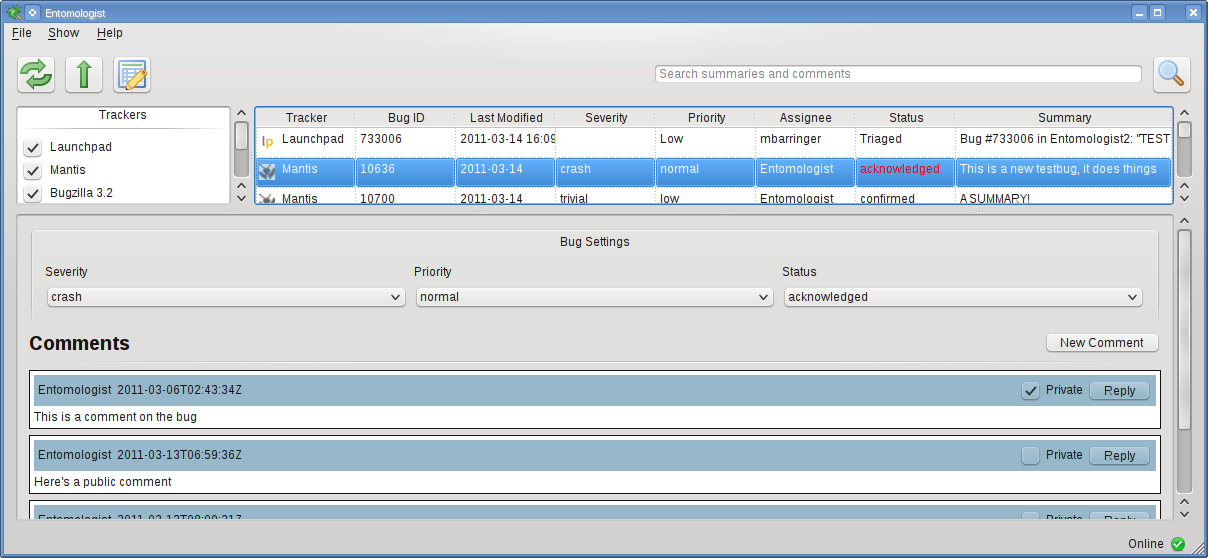 Entomologist
File Show Help
Search summaries and comments
Trackers
Launchpad
Mantis
Bugzilla 3.2
Tracker Bug ID Last Modified Severity Priority Assignee Status Summary
lp Launchpad 733006 2011-03-14 16:09 Low mbarringer Triaged Bug #733006 in Entomologist2: "TEST
Mantis 10636 2011-03-14 crash normal Entomologist acknowledged This is a new testbug, it does things
Mantis 10700 2011-03-14 trivial low Entomologist confirmed A SUMMARY!
Bug Settings
Severity Priority Status
crash normal acknowledged
Comments New Comment
Entomologist 2011-03-06T02:43:34Z Private Reply
This is a comment on the bug
Entomologist 2011-03-13T06:59:36Z Private Reply
Here's a public comment
Entomologist Private Reply
Online